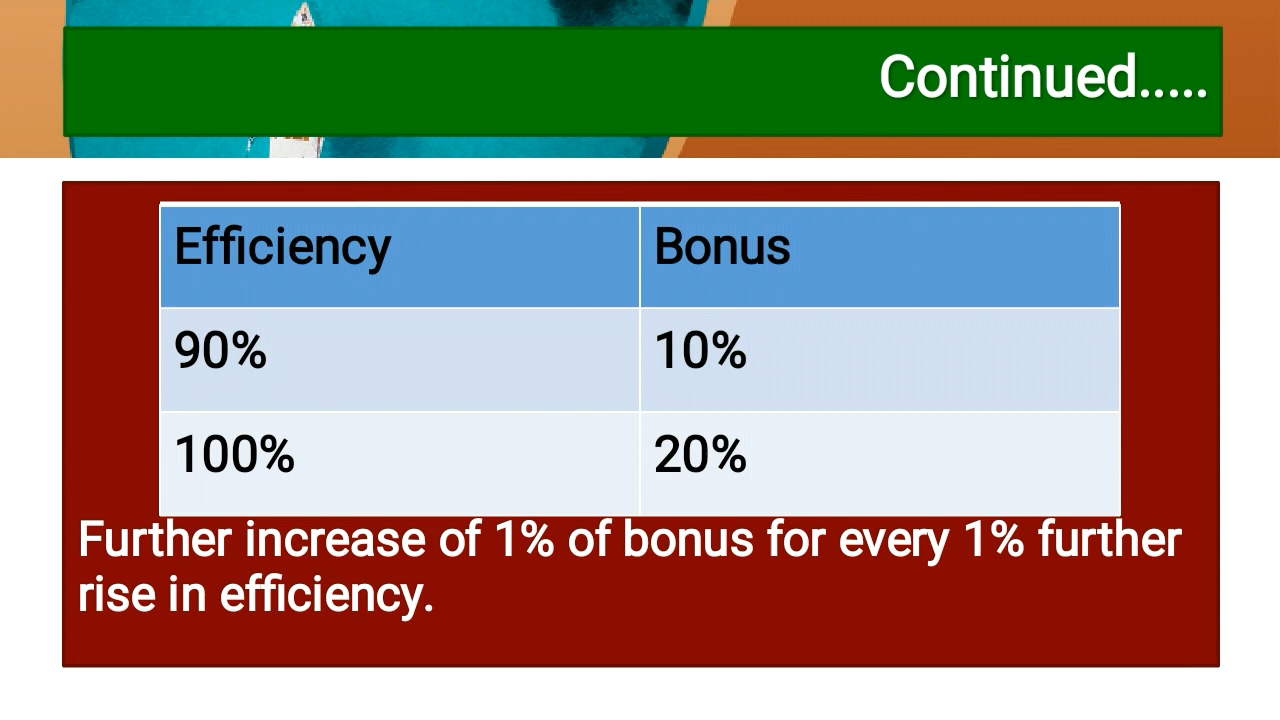 Continued.....
Efficiency Bonus
90% 10%
100% 20%
Further increase of 1% of bonus for every 1% further
rise in efficiency.